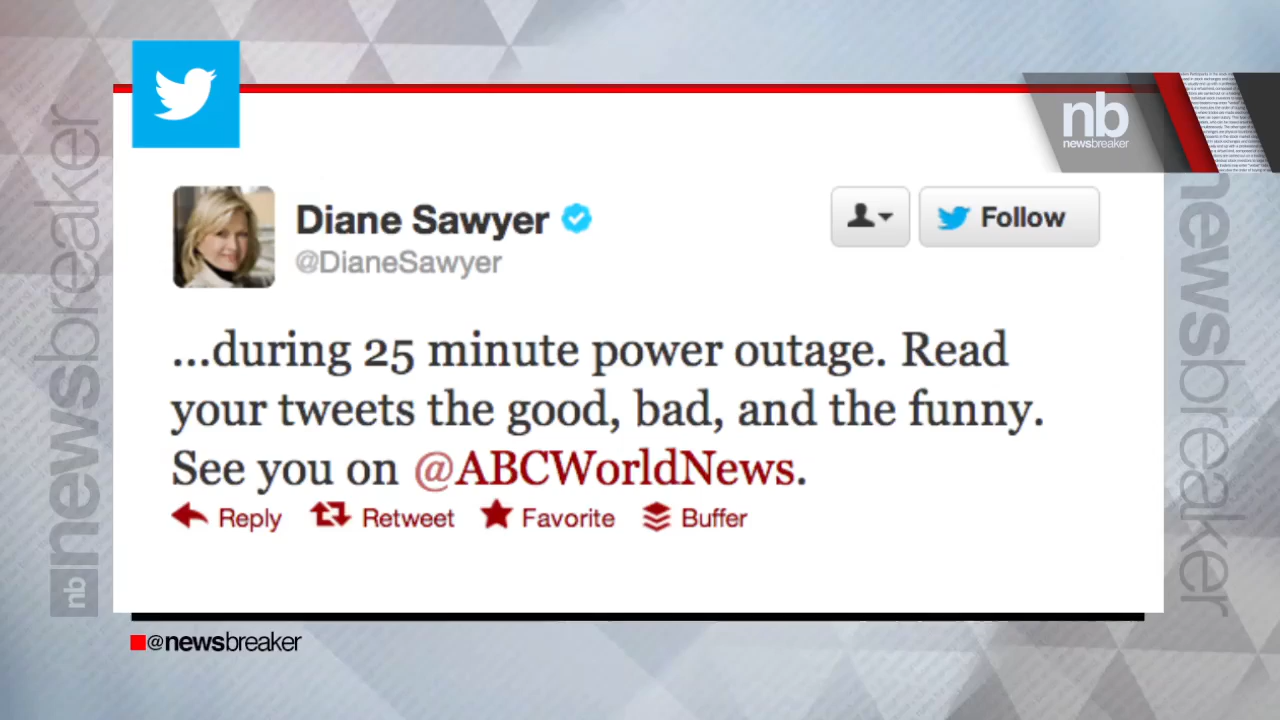 nb
newsbreaker
Diane Sawyer
@DianeSawyer
Follow
...during 25 minute power outage. Read
your tweets the good, bad, and the funny.
See you on @ABCWorldNews.
Reply Retweet Favorite Buffer
@newsbreaker
nb newsbreaker
newsbreaker